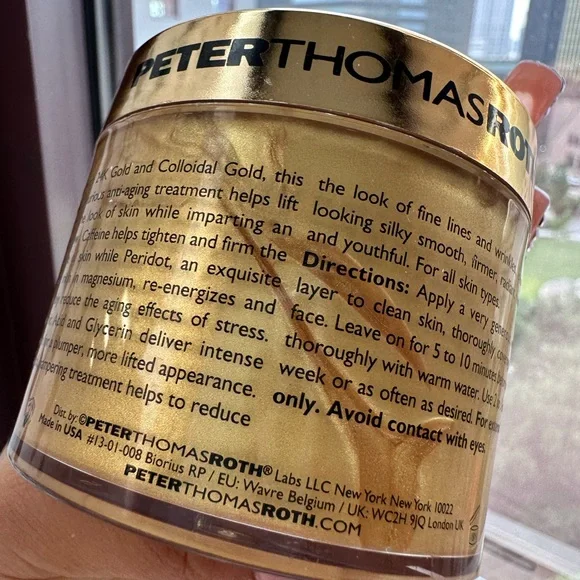 PETERTHOMASROTH
Gold and Colloidal Gold, this
anti-aging treatment helps lift
look of skin while imparting an
Caffeine helps tighten and firm the
skin while Peridot, an exquisite
in magnesium, re-energizes and
reduce the aging effects of stress.
Acid and Glycerin deliver intense
plumper, more lifted appearance.
treatment helps to reduce
the look of fine lines and
looking silky smooth, firmer,
and youthful. For all skin types.
Directions: Apply a very
layer to clean skin, thoroughly
face. Leave on for 5 to 10 minutes
thoroughly with warm water. Use 2
week or as often as desired. For
only. Avoid contact with eyes.
Dist. by: ©PETERTHOMASROTH® Labs LLC New York New York 10022
Made in USA #13-01-008 Biorius RP / EU: Wavre Belgium / UK: WC2H 9JQ London UK
PETERTHOMASROTH.COM